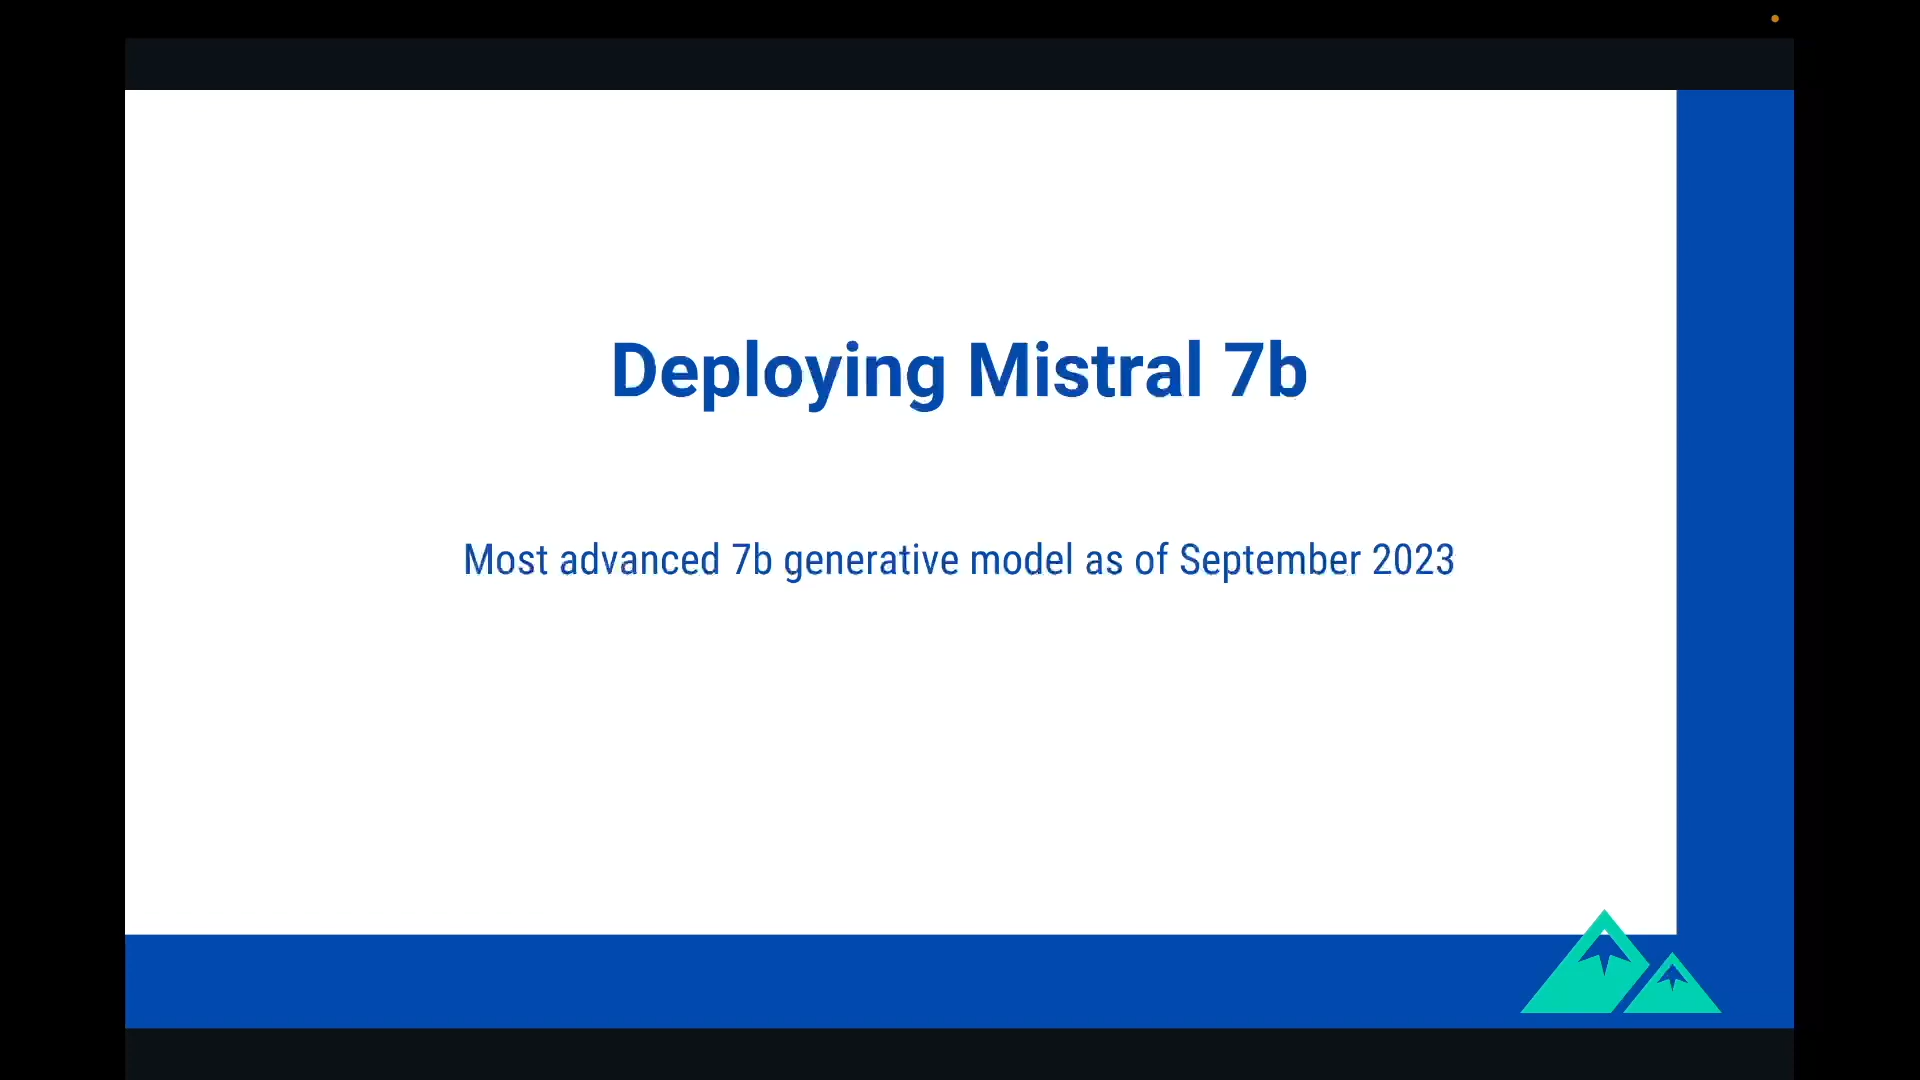 Deploying Mistral 7b
Most advanced 7b generative model as of September 2023